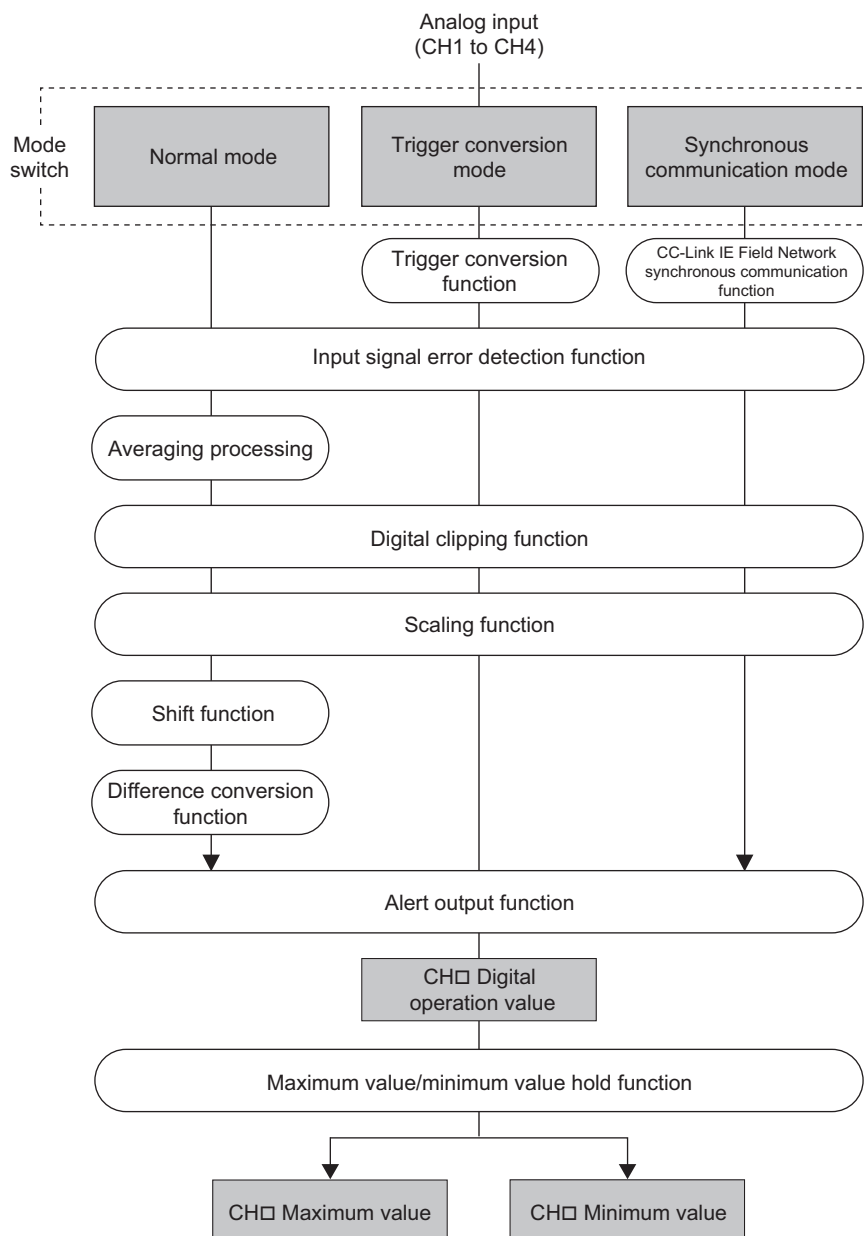 Analog input
(CH1 to CH4)
Mode
switch
Normal mode
Trigger conversion
mode
Synchronous
communication mode
Trigger conversion
function
CC-Link IE Field Network
synchronous communication
function
Input signal error detection function
Averaging processing
Digital clipping function
Scaling function
Shift function
Difference conversion
function
Alert output function
CH□ Digital
operation value
Maximum value/minimum value hold function
CH□ Maximum value
CH□ Minimum value